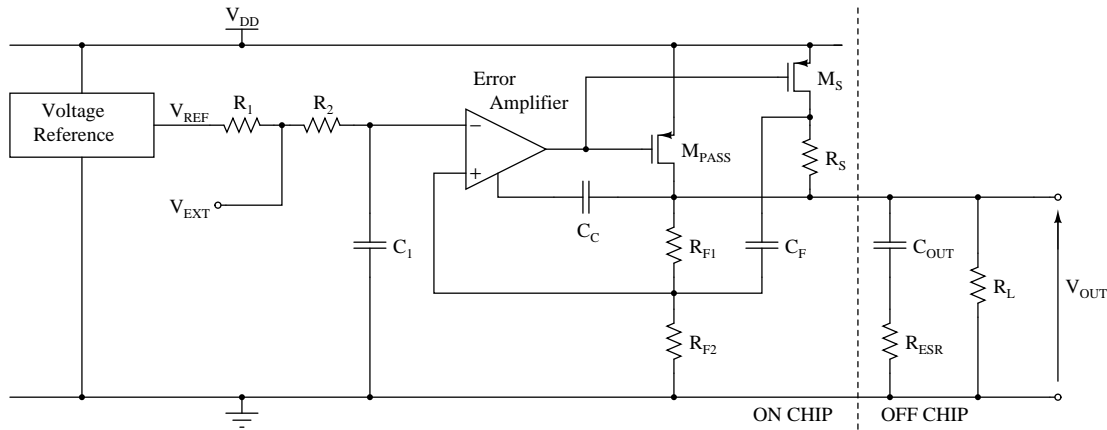 V_DD
Voltage
Reference
V_REF
R_1
R_2
V_EXT
C_1
Error
Amplifier
−
+
C_C
M_PASS
M_S
R_S
R_F1
C_F
R_F2
C_OUT
R_ESR
R_L
V_OUT
ON CHIP
OFF CHIP